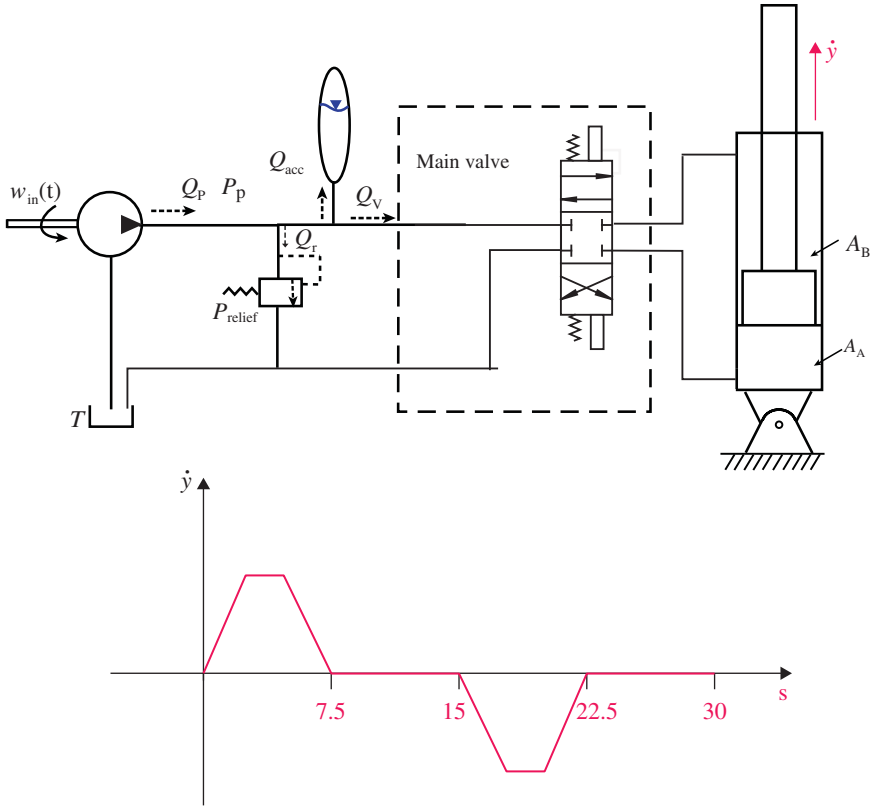 ẏ
w_in(t)
Q_P P_p
Q_acc
Q_V
Main valve
Q_r
P_relief
A_B
A_A
T
ẏ
s
7.5 15 22.5 30